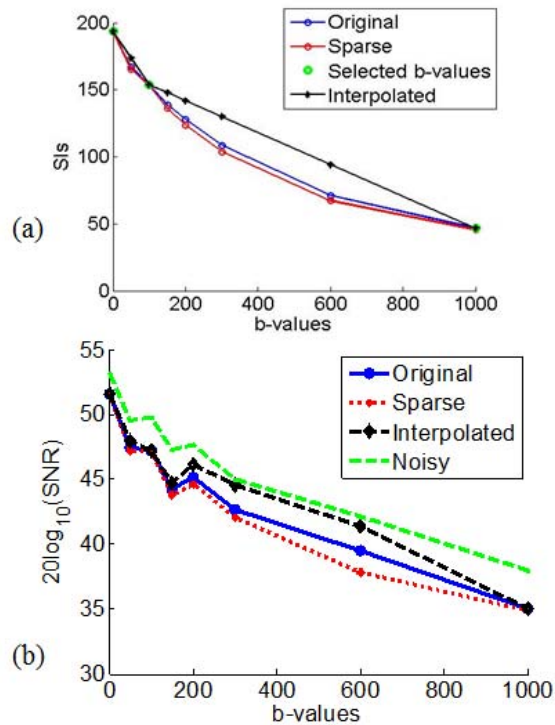 200
150
100
50
0
SIs
Original
Sparse
Selected b-values
Interpolated
0 200 400 600 800 1000
b-values
(a)
55
50
45
40
35
30
20log10(SNR)
Original
Sparse
Interpolated
Noisy
0 200 400 600 800 1000
b-values
(b)